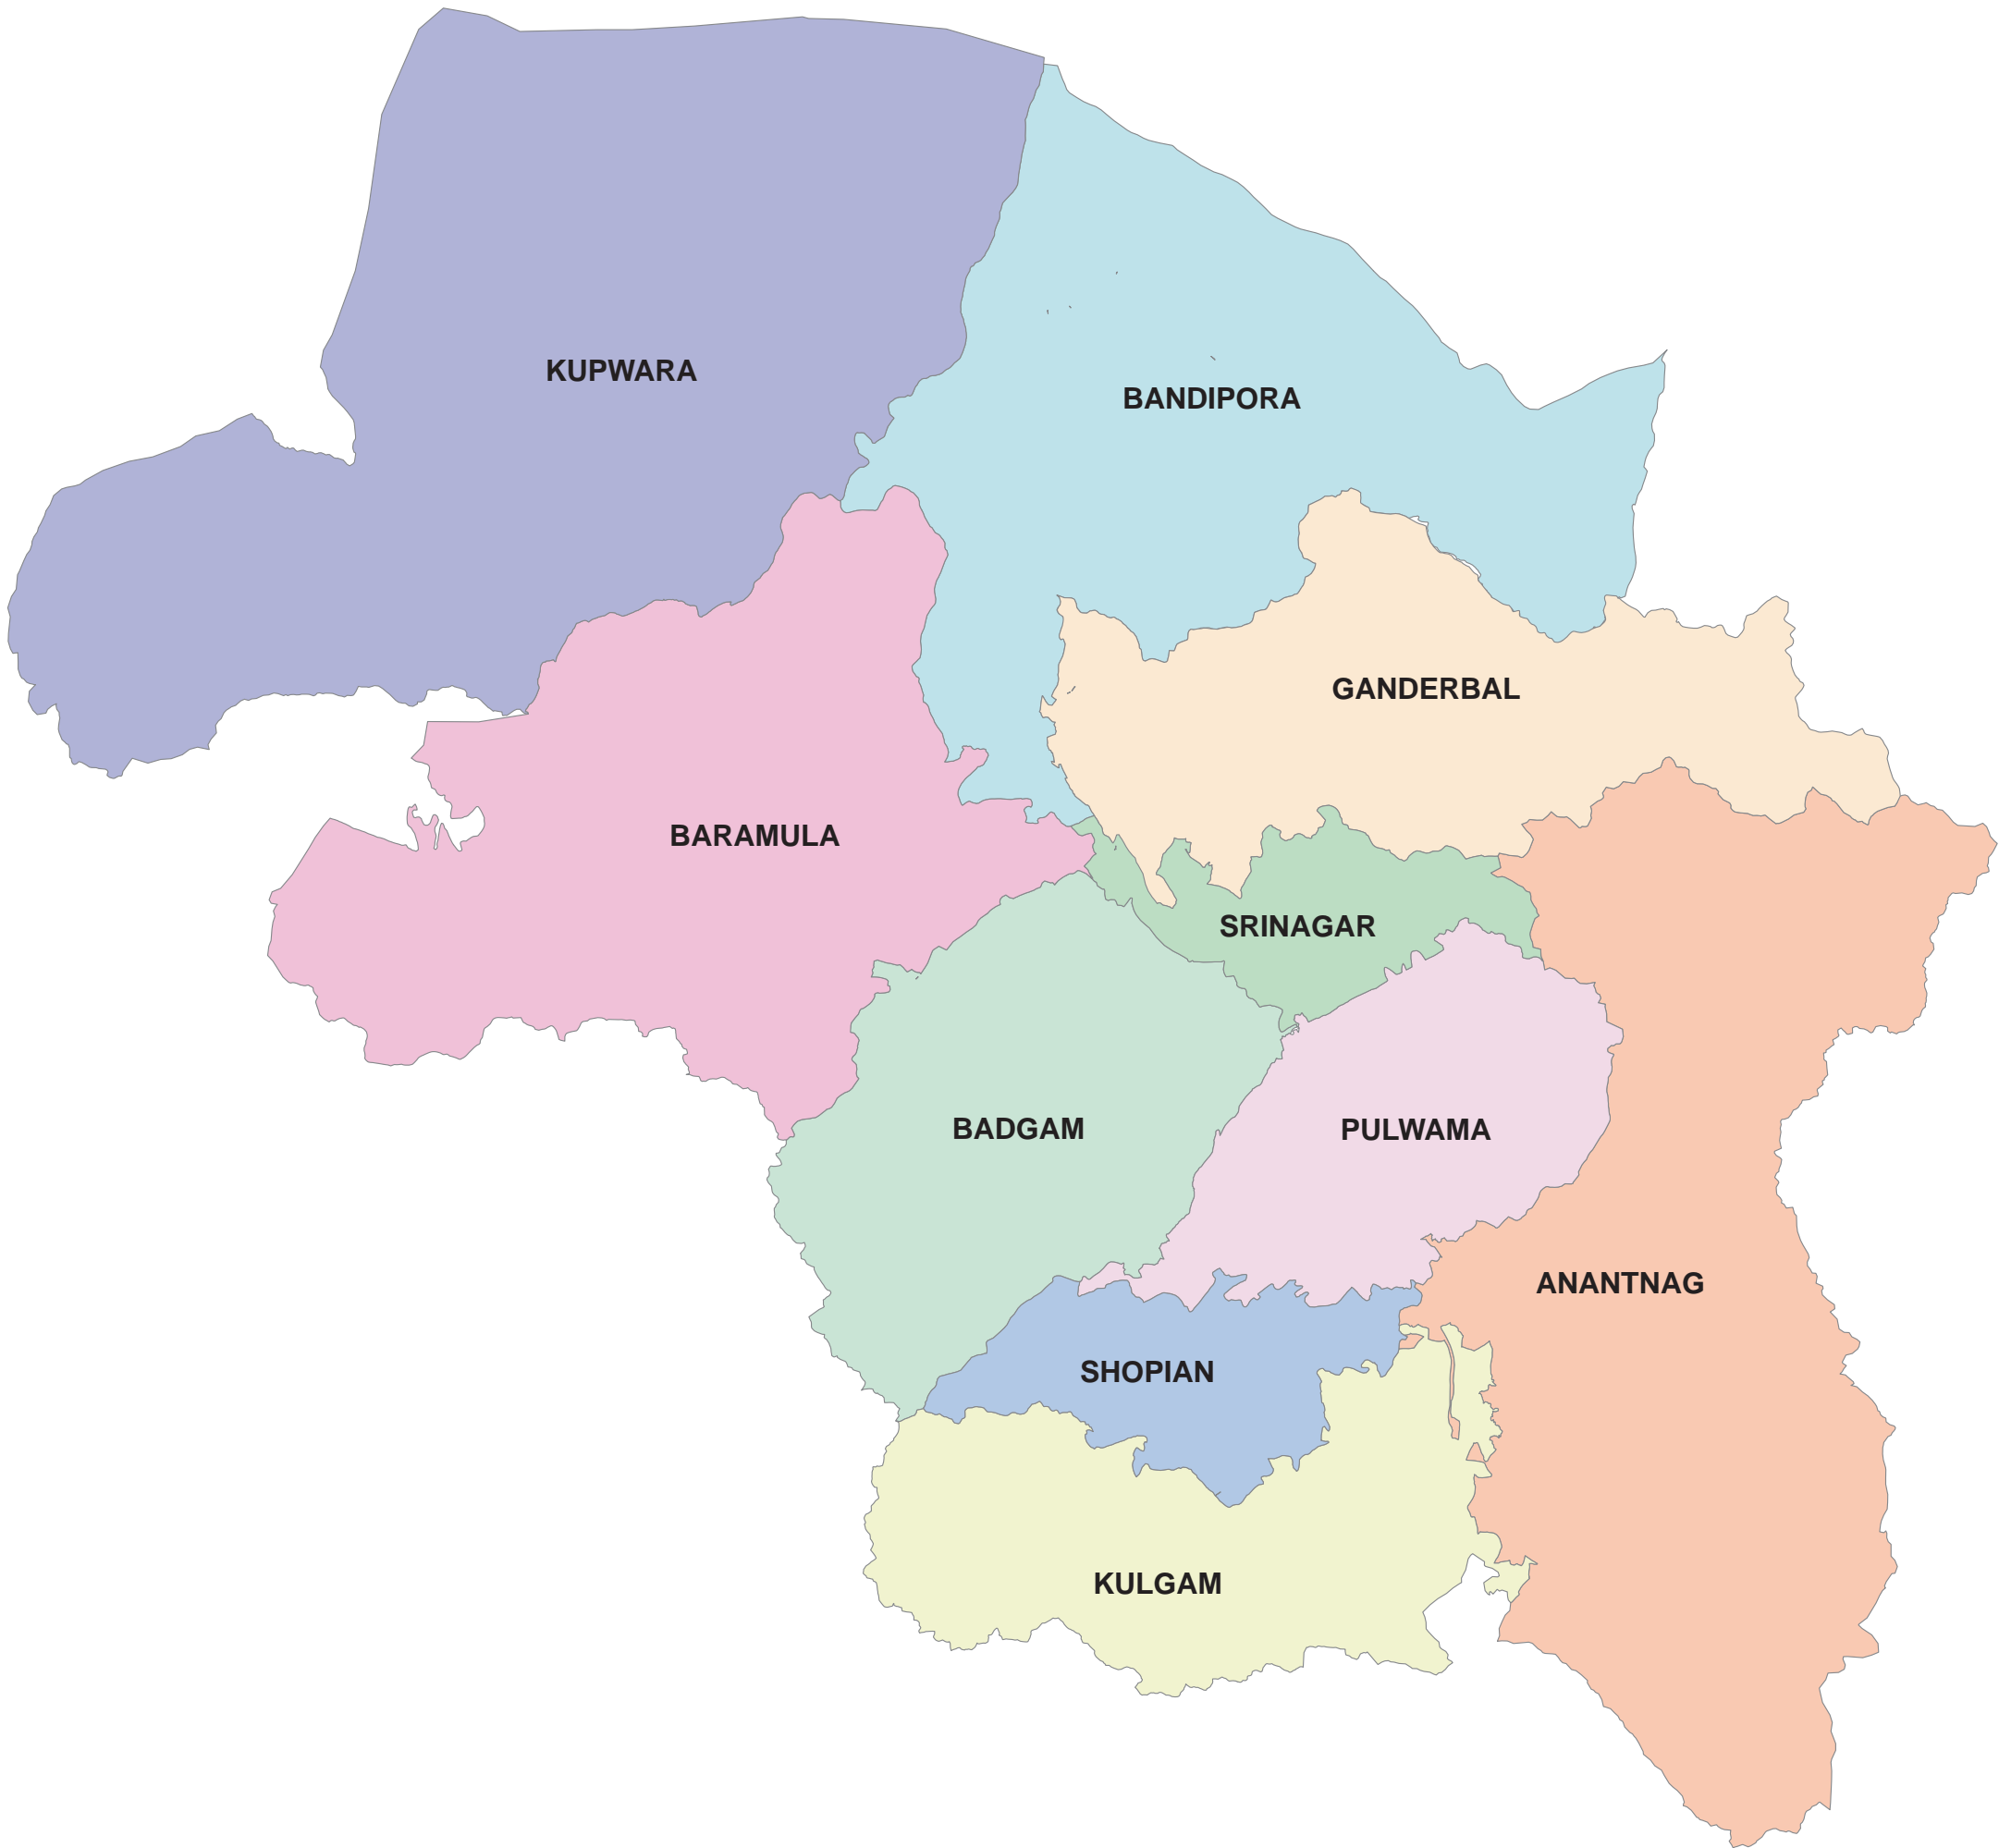 KUPWARA
BANDIPORA
GANDERBAL
BARAMULA
SRINAGAR
BADGAM
PULWAMA
ANANTNAG
SHOPIAN
KULGAM